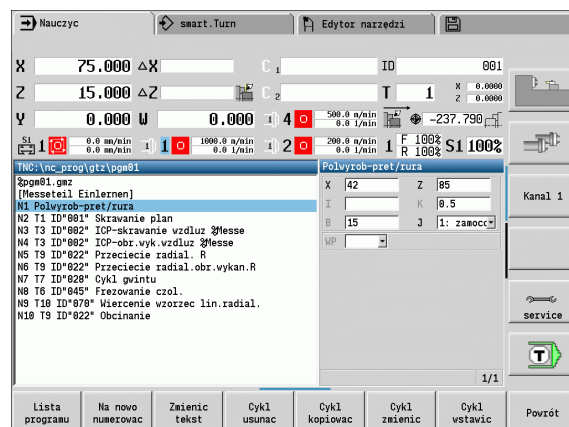 Nauczyc
smart.Turn
Edytor narzędzi
X 75.000 △X C 1 ID 001
Z 15.000 △Z C 2 T 1 X 0.0000 Z 0.0000
Y 0.000 W 0.000 4 0 500.0 m/min 0.0 1/min -237.790
S1 1 0 0.0 mm/min 0.0 m/min 1 0 1000.0 m/min 0.0 1/min 2 0 200.0 m/min 0.0 1/min 1 F 100% R 100% S1 100%
TNC:\nc_prog\gtz\pgm01
%pgm01.gmz
[Messeteil Einlernen]
N1 Polwyrob-pret/rura
N2 T1 ID"001" Skrawanie plan
N3 T3 ID"002" ICP-skrawanie wzdluz %Messe
N4 T3 ID"002" ICP-obr.wyk.wzdluz %Messe
N5 T9 ID"022" Przeciecie radial. R
N6 T9 ID"022" Przeciecie radial.obr.wykan.R
N7 T7 ID"028" Cykl gwintu
N8 T6 ID"045" Frezowanie czol.
N9 T10 ID"070" Wiercenie wzorzec lin.radial.
N10 T9 ID"022" Obcinanie
Polwyrob-pret/rura
X 42 Z 85
I K 0.5
B 15 J 1: zamocc
WP
1/1
Kanal 1
service
T
Lista programu
Na nowo numerowac
Zmienic tekst
Cykl usunac
Cykl kopiowac
Cykl zmienic
Cykl wstavic
Powrót